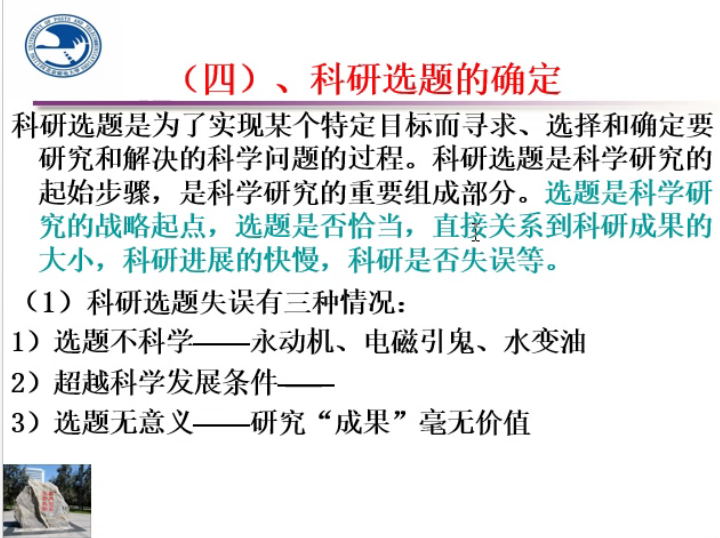 （四）、科研选题的确定
科研选题是为了实现某个特定目标而寻求、选择和确定要
研究和解决的科学问题的过程。科研选题是科学研究的
起始步骤，是科学研究的重要组成部分。选题是科学研
究的战略起点，选题是否恰当，直接关系到科研成果的
大小，科研进展的快慢，科研是否失误等。
（1）科研选题失误有三种情况：
1）选题不科学——永动机、电磁引鬼、水变油
2）超越科学发展条件——
3）选题无意义——研究“成果”毫无价值